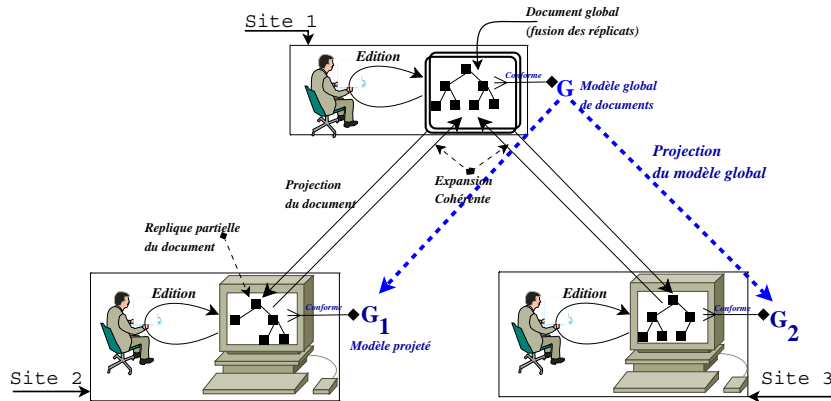 Site 1
Document global
(fusion des réplicats)
Edition
Conforme
G
Modèle global
de documents
Projection
du modèle global
Projection
du document
Expansion
Cohérente
Replique partielle
du document
Edition
Conforme
G1
Modèle projeté
Edition
Conforme
G2
Site 2
Site 3